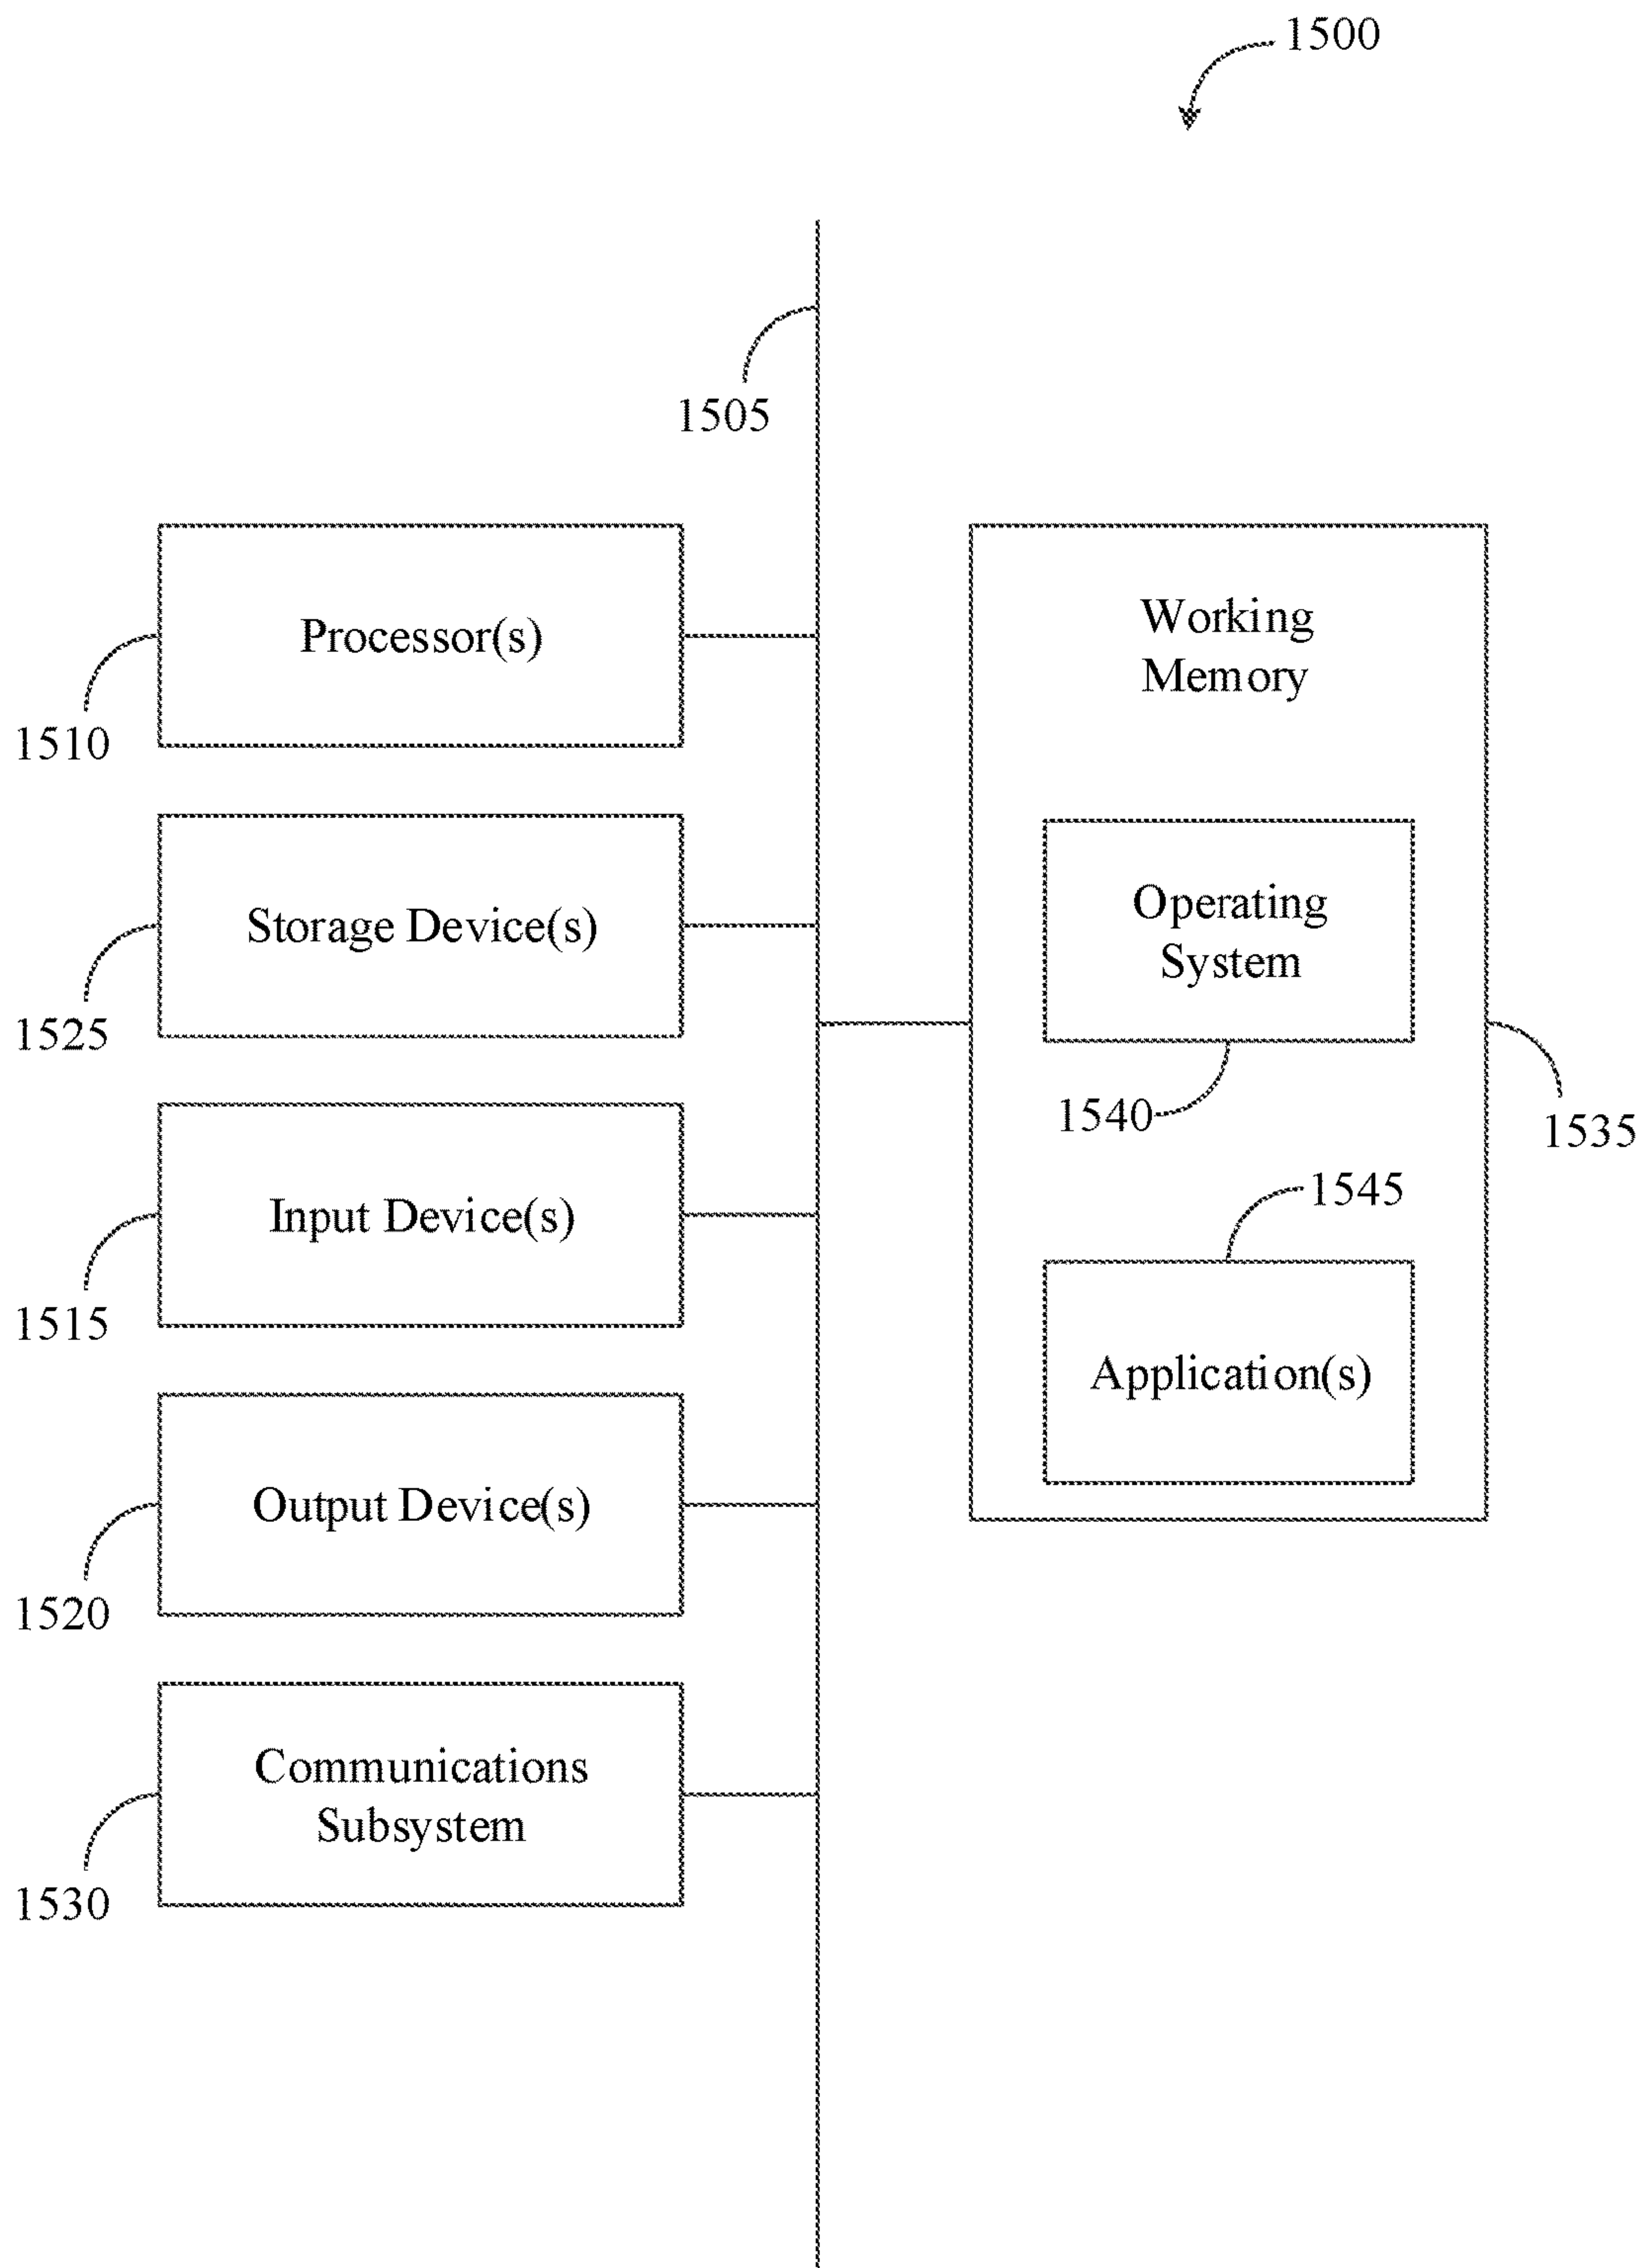 1500
1505
Processor(s)
1510
Storage Device(s)
1525
Input Device(s)
1515
Output Device(s)
1520
Communications
Subsystem
1530
Working
Memory
Operating
System
1540
1535
1545
Application(s)